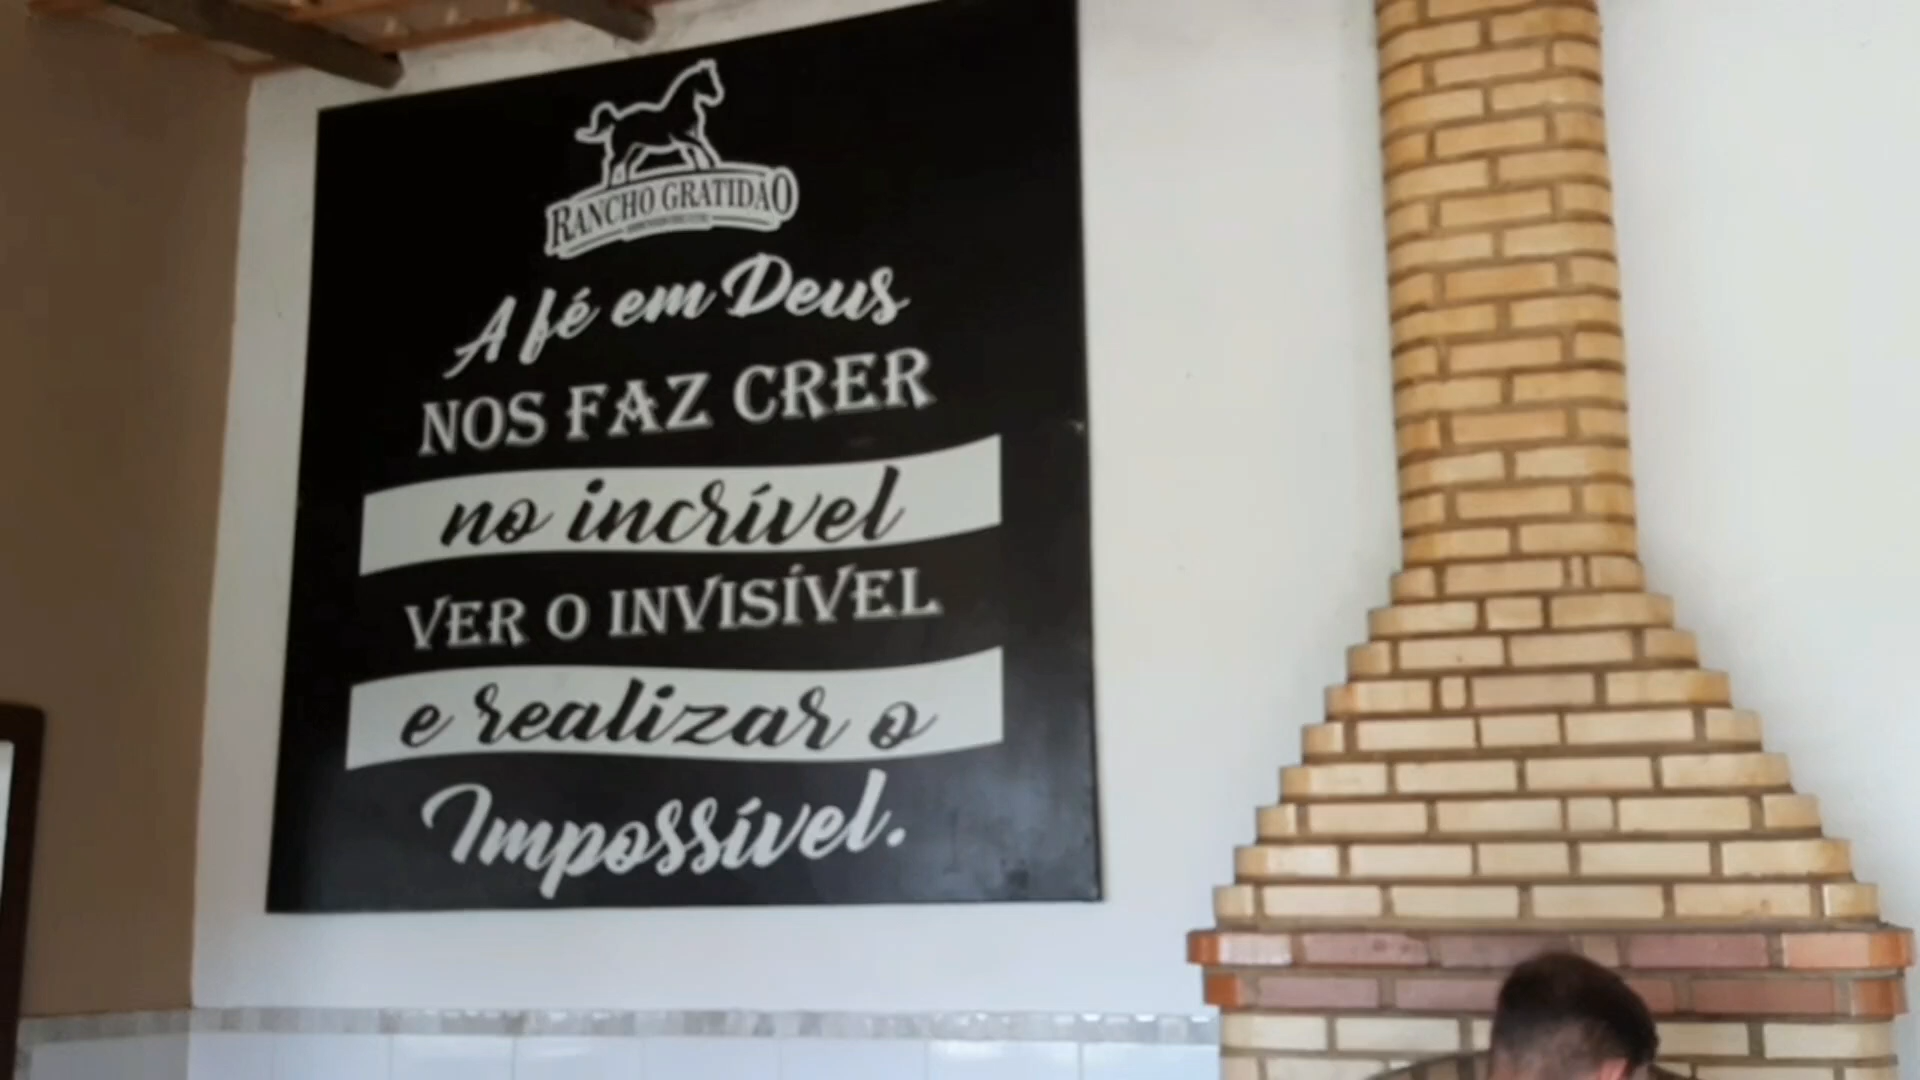 RANCHO GRATIDÃO
A fé em Deus
NOS FAZ CRER
no incrível
VER O INVISÍVEL
e realizar o
Impossível.